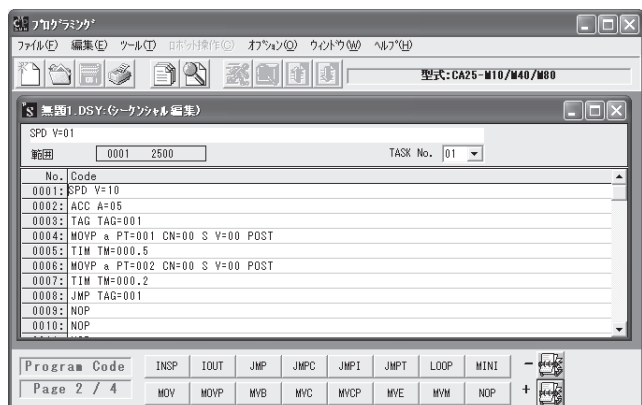 プログラミング
ファイル(F) 編集(E) ツール(T) ロボット操作(C) オプション(O) ウィンドウ(W) ヘルプ(H)
型式:CA25-M10/M40/M80
無題1.DSY:(シーケンシャル編集)
SPD V=01
範囲 0001 2500 TASK No. 01
No. Code
0001: SPD V=10
0002: ACC A=05
0003: TAG TAG=001
0004: MOVP a PT=001 CN=00 S V=00 POST
0005: TIM TM=000.5
0006: MOVP a PT=002 CN=00 S V=00 POST
0007: TIM TM=000.2
0008: JMP TAG=001
0009: NOP
0010: NOP
Program Code INSP IOUT JMP JMPC JMPI JMPT LOOP MINI -
Page 2 / 4 MOV MOVP MVB MVC MVCP MVE MVM NOP +